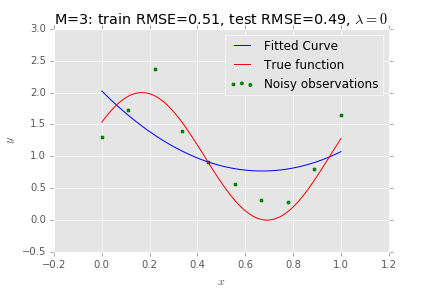 M=3: train RMSE=0.51, test RMSE=0.49, λ=0
3.0
2.5
2.0
1.5
1.0
0.5
0.0
−0.5
y
Fitted Curve
True function
Noisy observations
−0.2 0.0 0.2 0.4 0.6 0.8 1.0 1.2
x